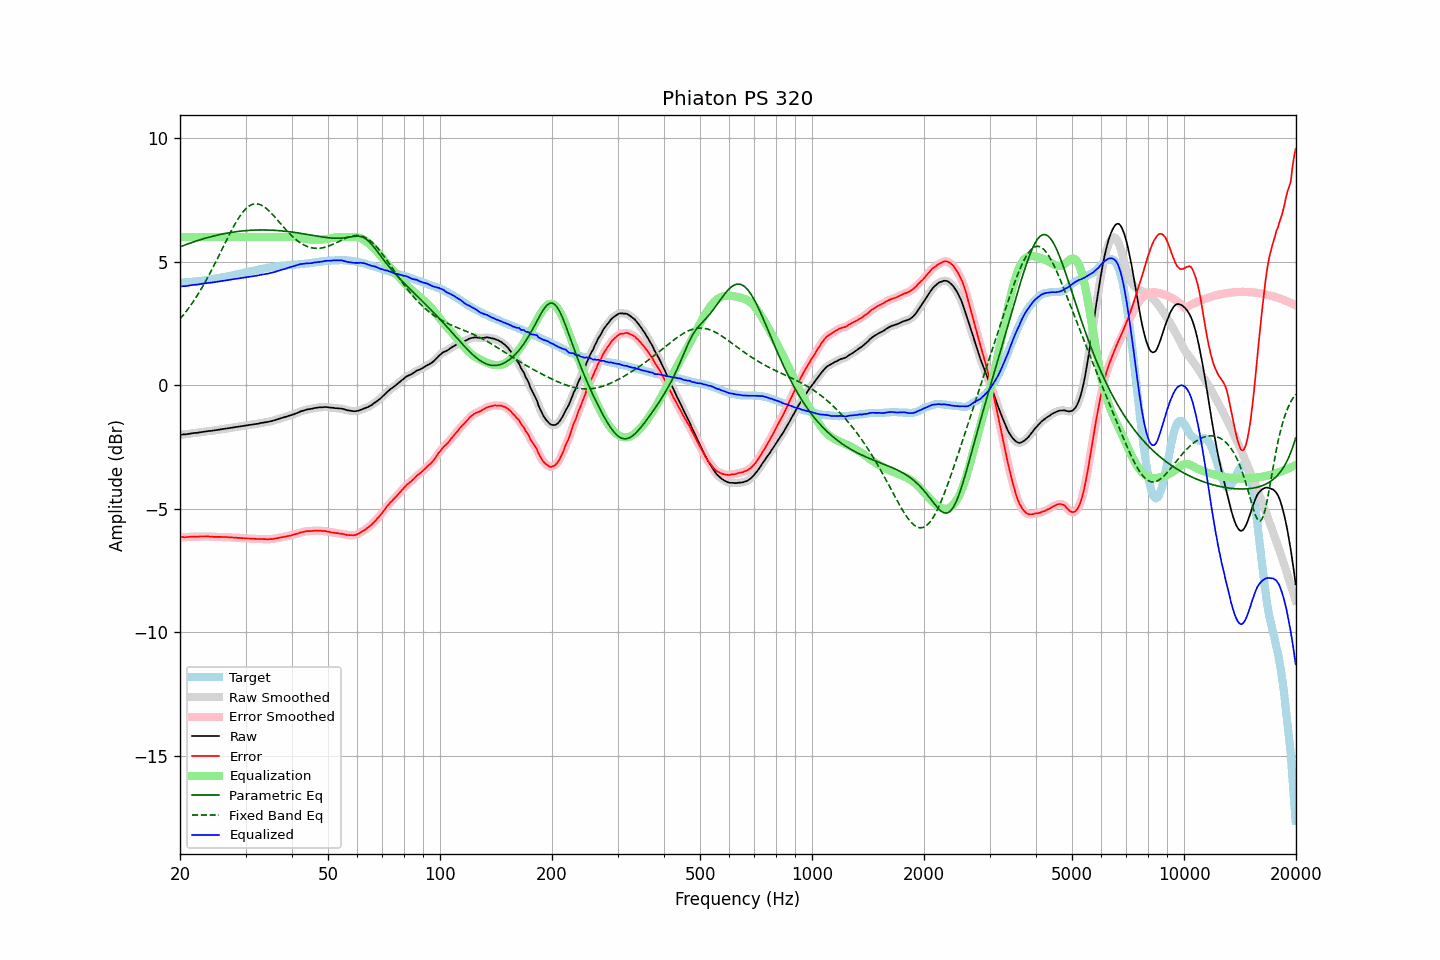 Phiaton PS 320
Amplitude (dBr)
10
5
0
−5
−10
−15
Target
Raw Smoothed
Error Smoothed
Raw
Error
Equalization
Parametric Eq
Fixed Band Eq
Equalized
20 50 100 200 500 1000 2000 5000 10000 20000
Frequency (Hz)